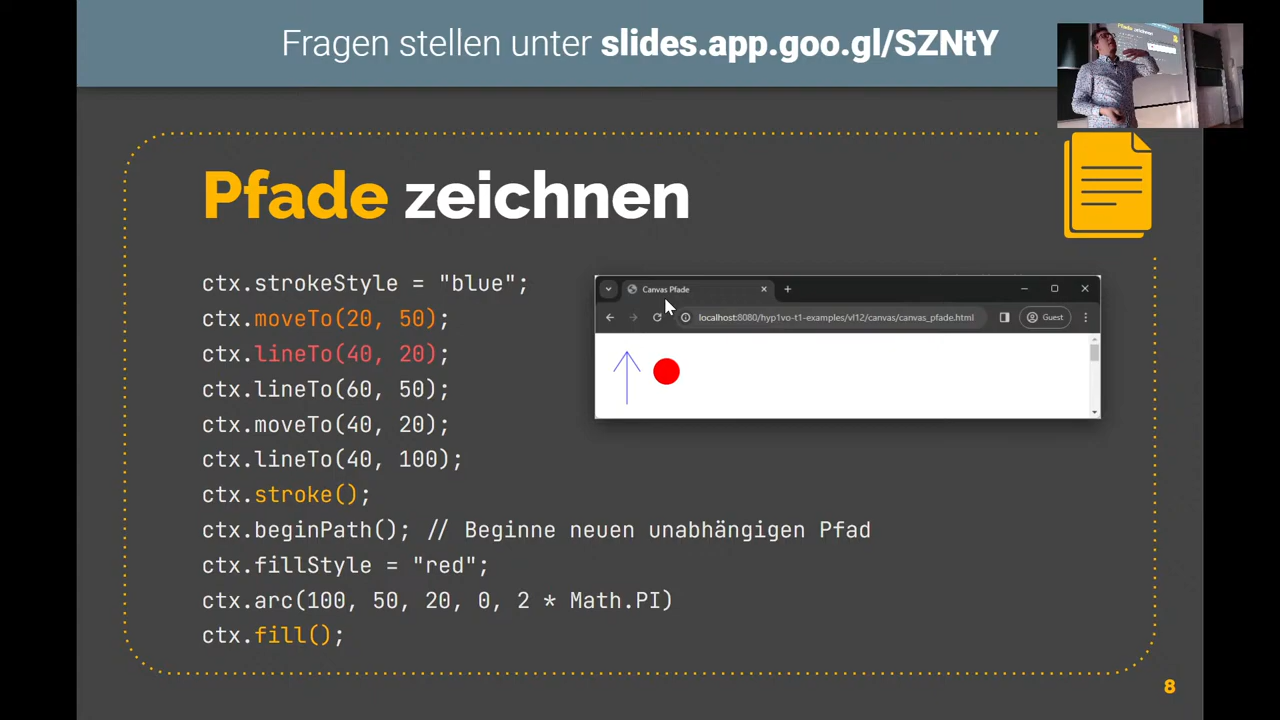 Fragen stellen unter slides.app.goo.gl/SZNtY
Pfade zeichnen
ctx.strokeStyle = "blue";
ctx.moveTo(20, 50);
ctx.lineTo(40, 20);
ctx.lineTo(60, 50);
ctx.moveTo(40, 20);
ctx.lineTo(40, 100);
ctx.stroke();
ctx.beginPath(); // Beginne neuen unabhängigen Pfad
ctx.fillStyle = "red";
ctx.arc(100, 50, 20, 0, 2 * Math.PI)
ctx.fill();
Canvas Pfade
localhost:8080/hyp1vo-t1-examples/vl12/canvas/canvas_pfade.html
Guest
8